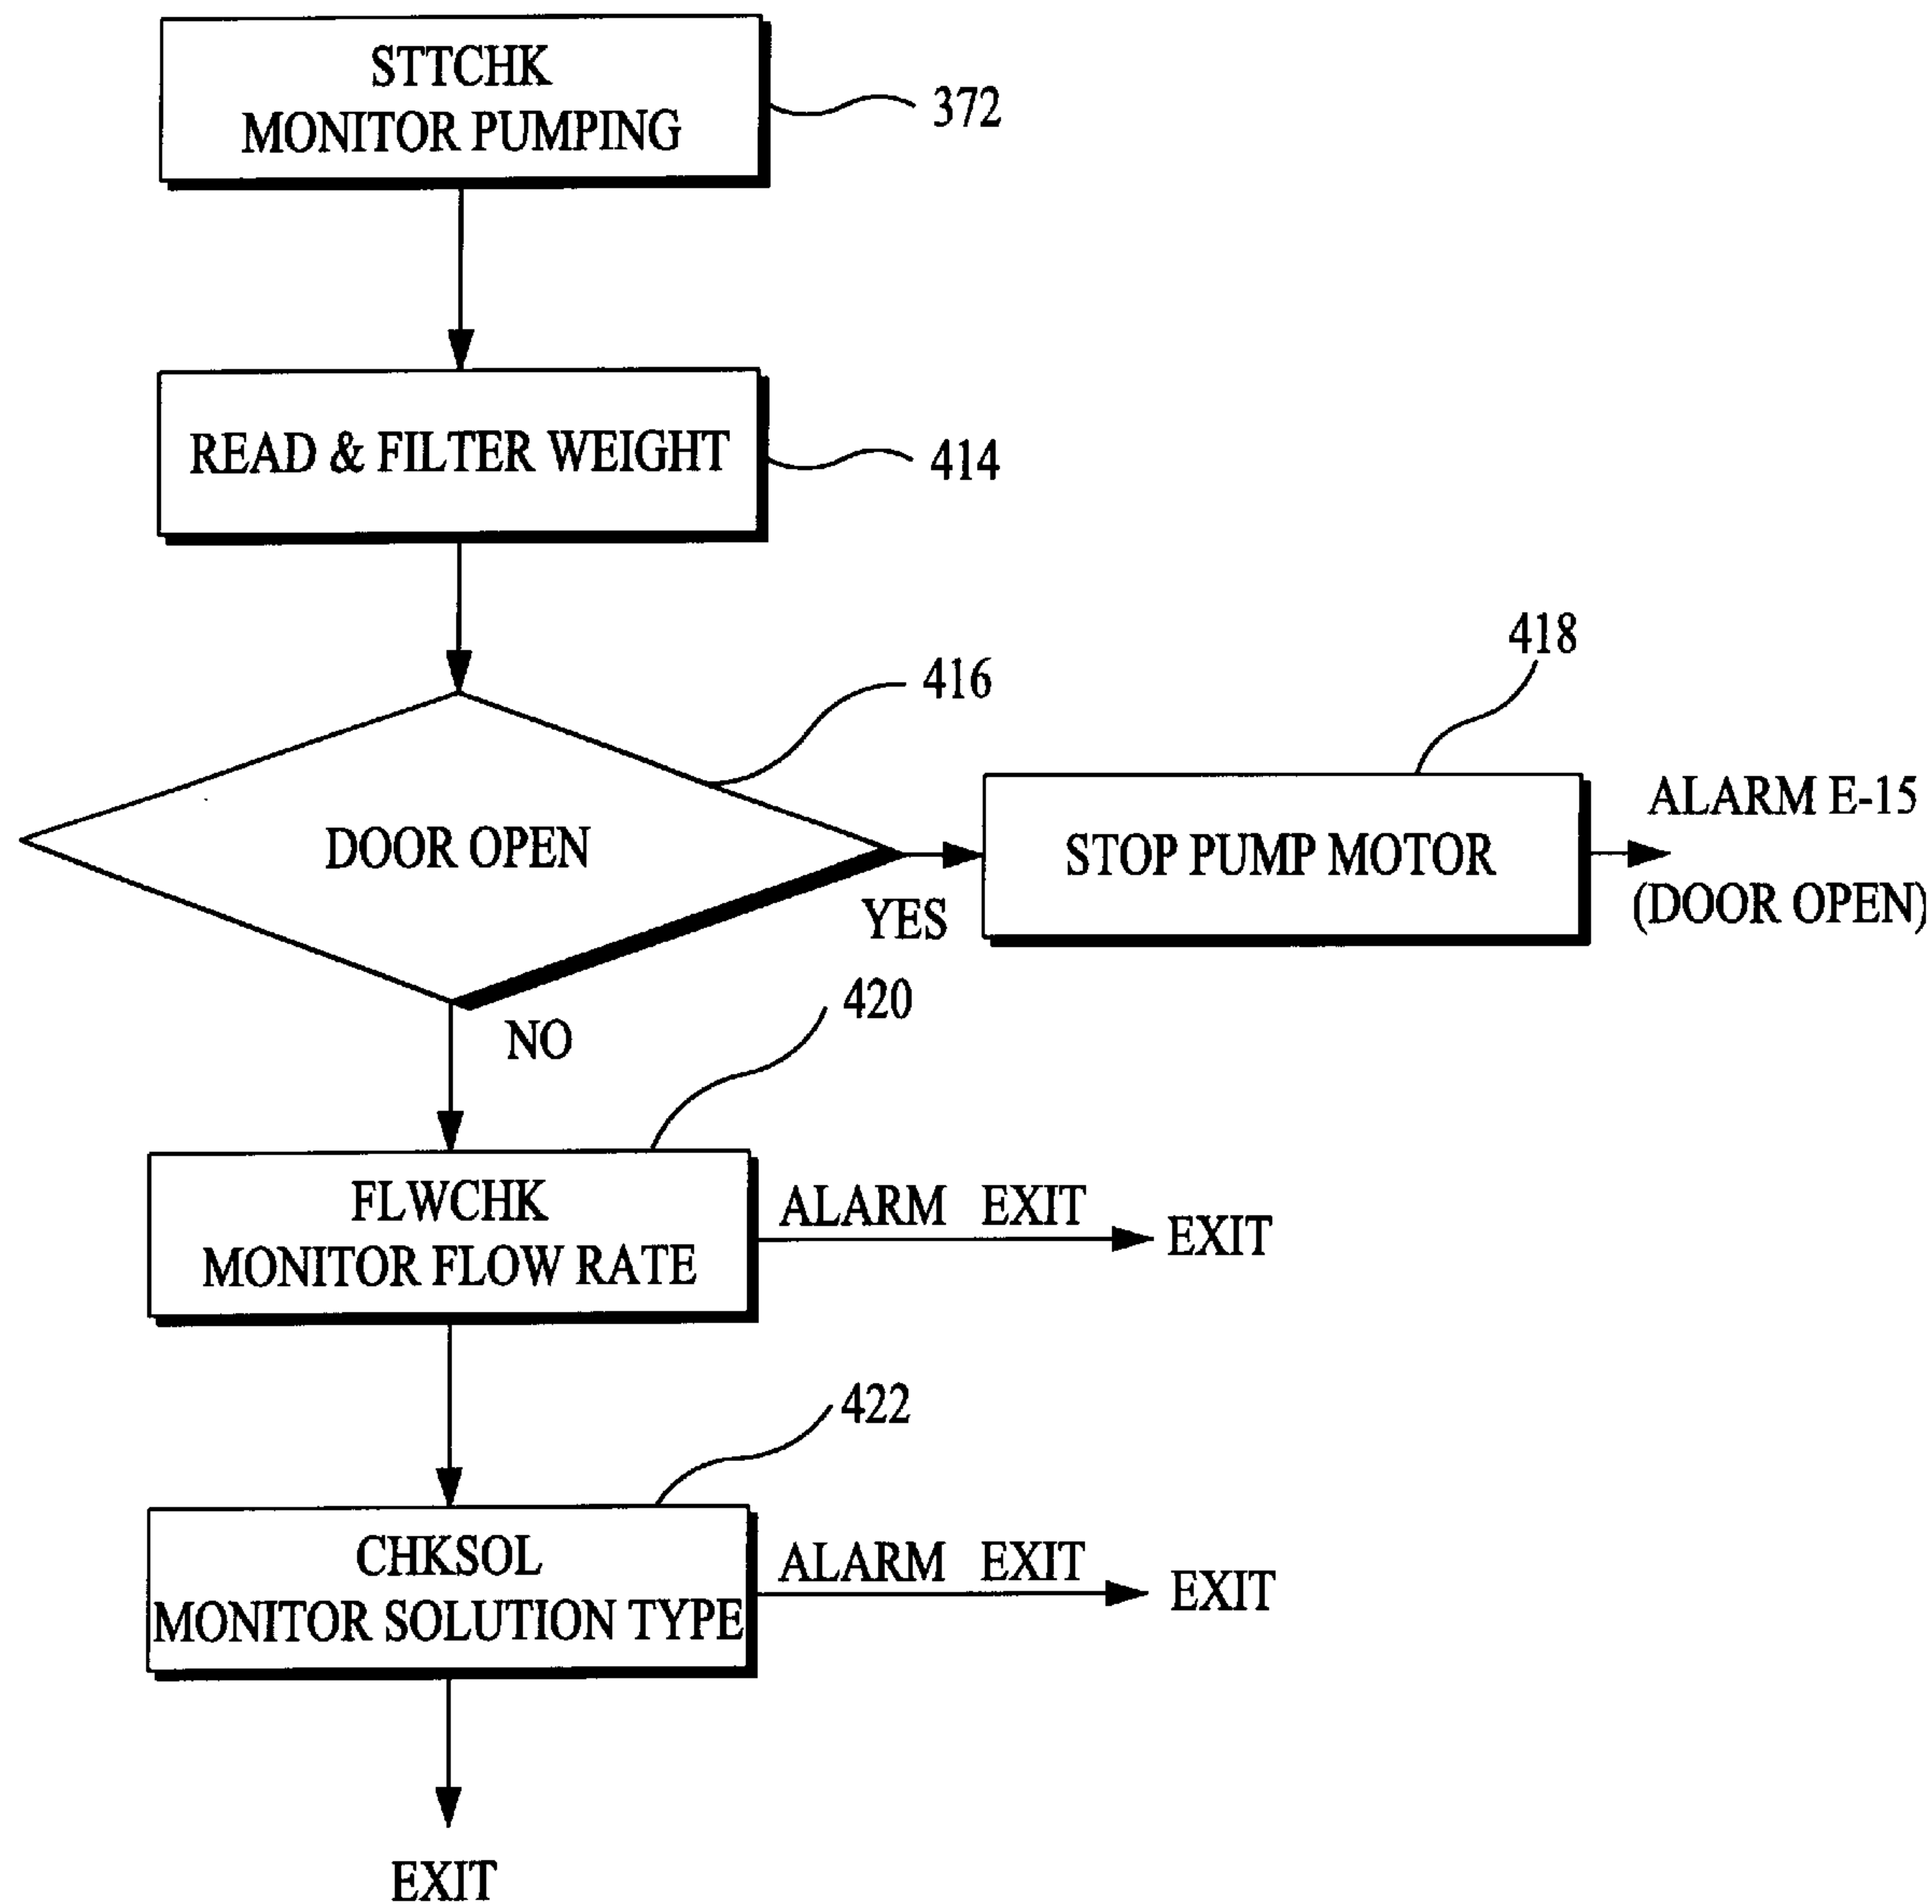 STTCHK
MONITOR PUMPING
372
READ & FILTER WEIGHT
414
416
418
DOOR OPEN
YES
STOP PUMP MOTOR
ALARM E-15
(DOOR OPEN)
NO
420
FLWCHK
MONITOR FLOW RATE
ALARM EXIT
EXIT
422
CHKSOL
MONITOR SOLUTION TYPE
ALARM EXIT
EXIT
EXIT